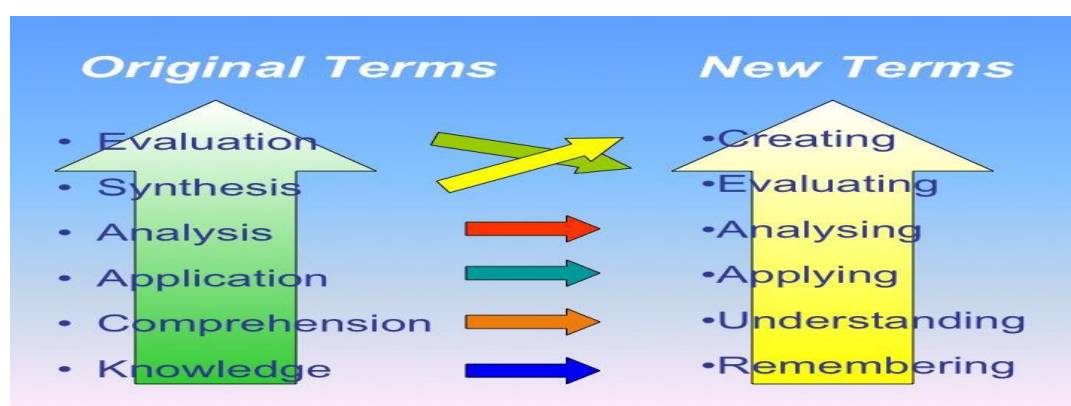 Original Terms
• Evaluation
• Synthesis
• Analysis
• Application
• Comprehension
• Knowledge
New Terms
•Creating
•Evaluating
•Analysing
•Applying
•Understanding
•Remembering